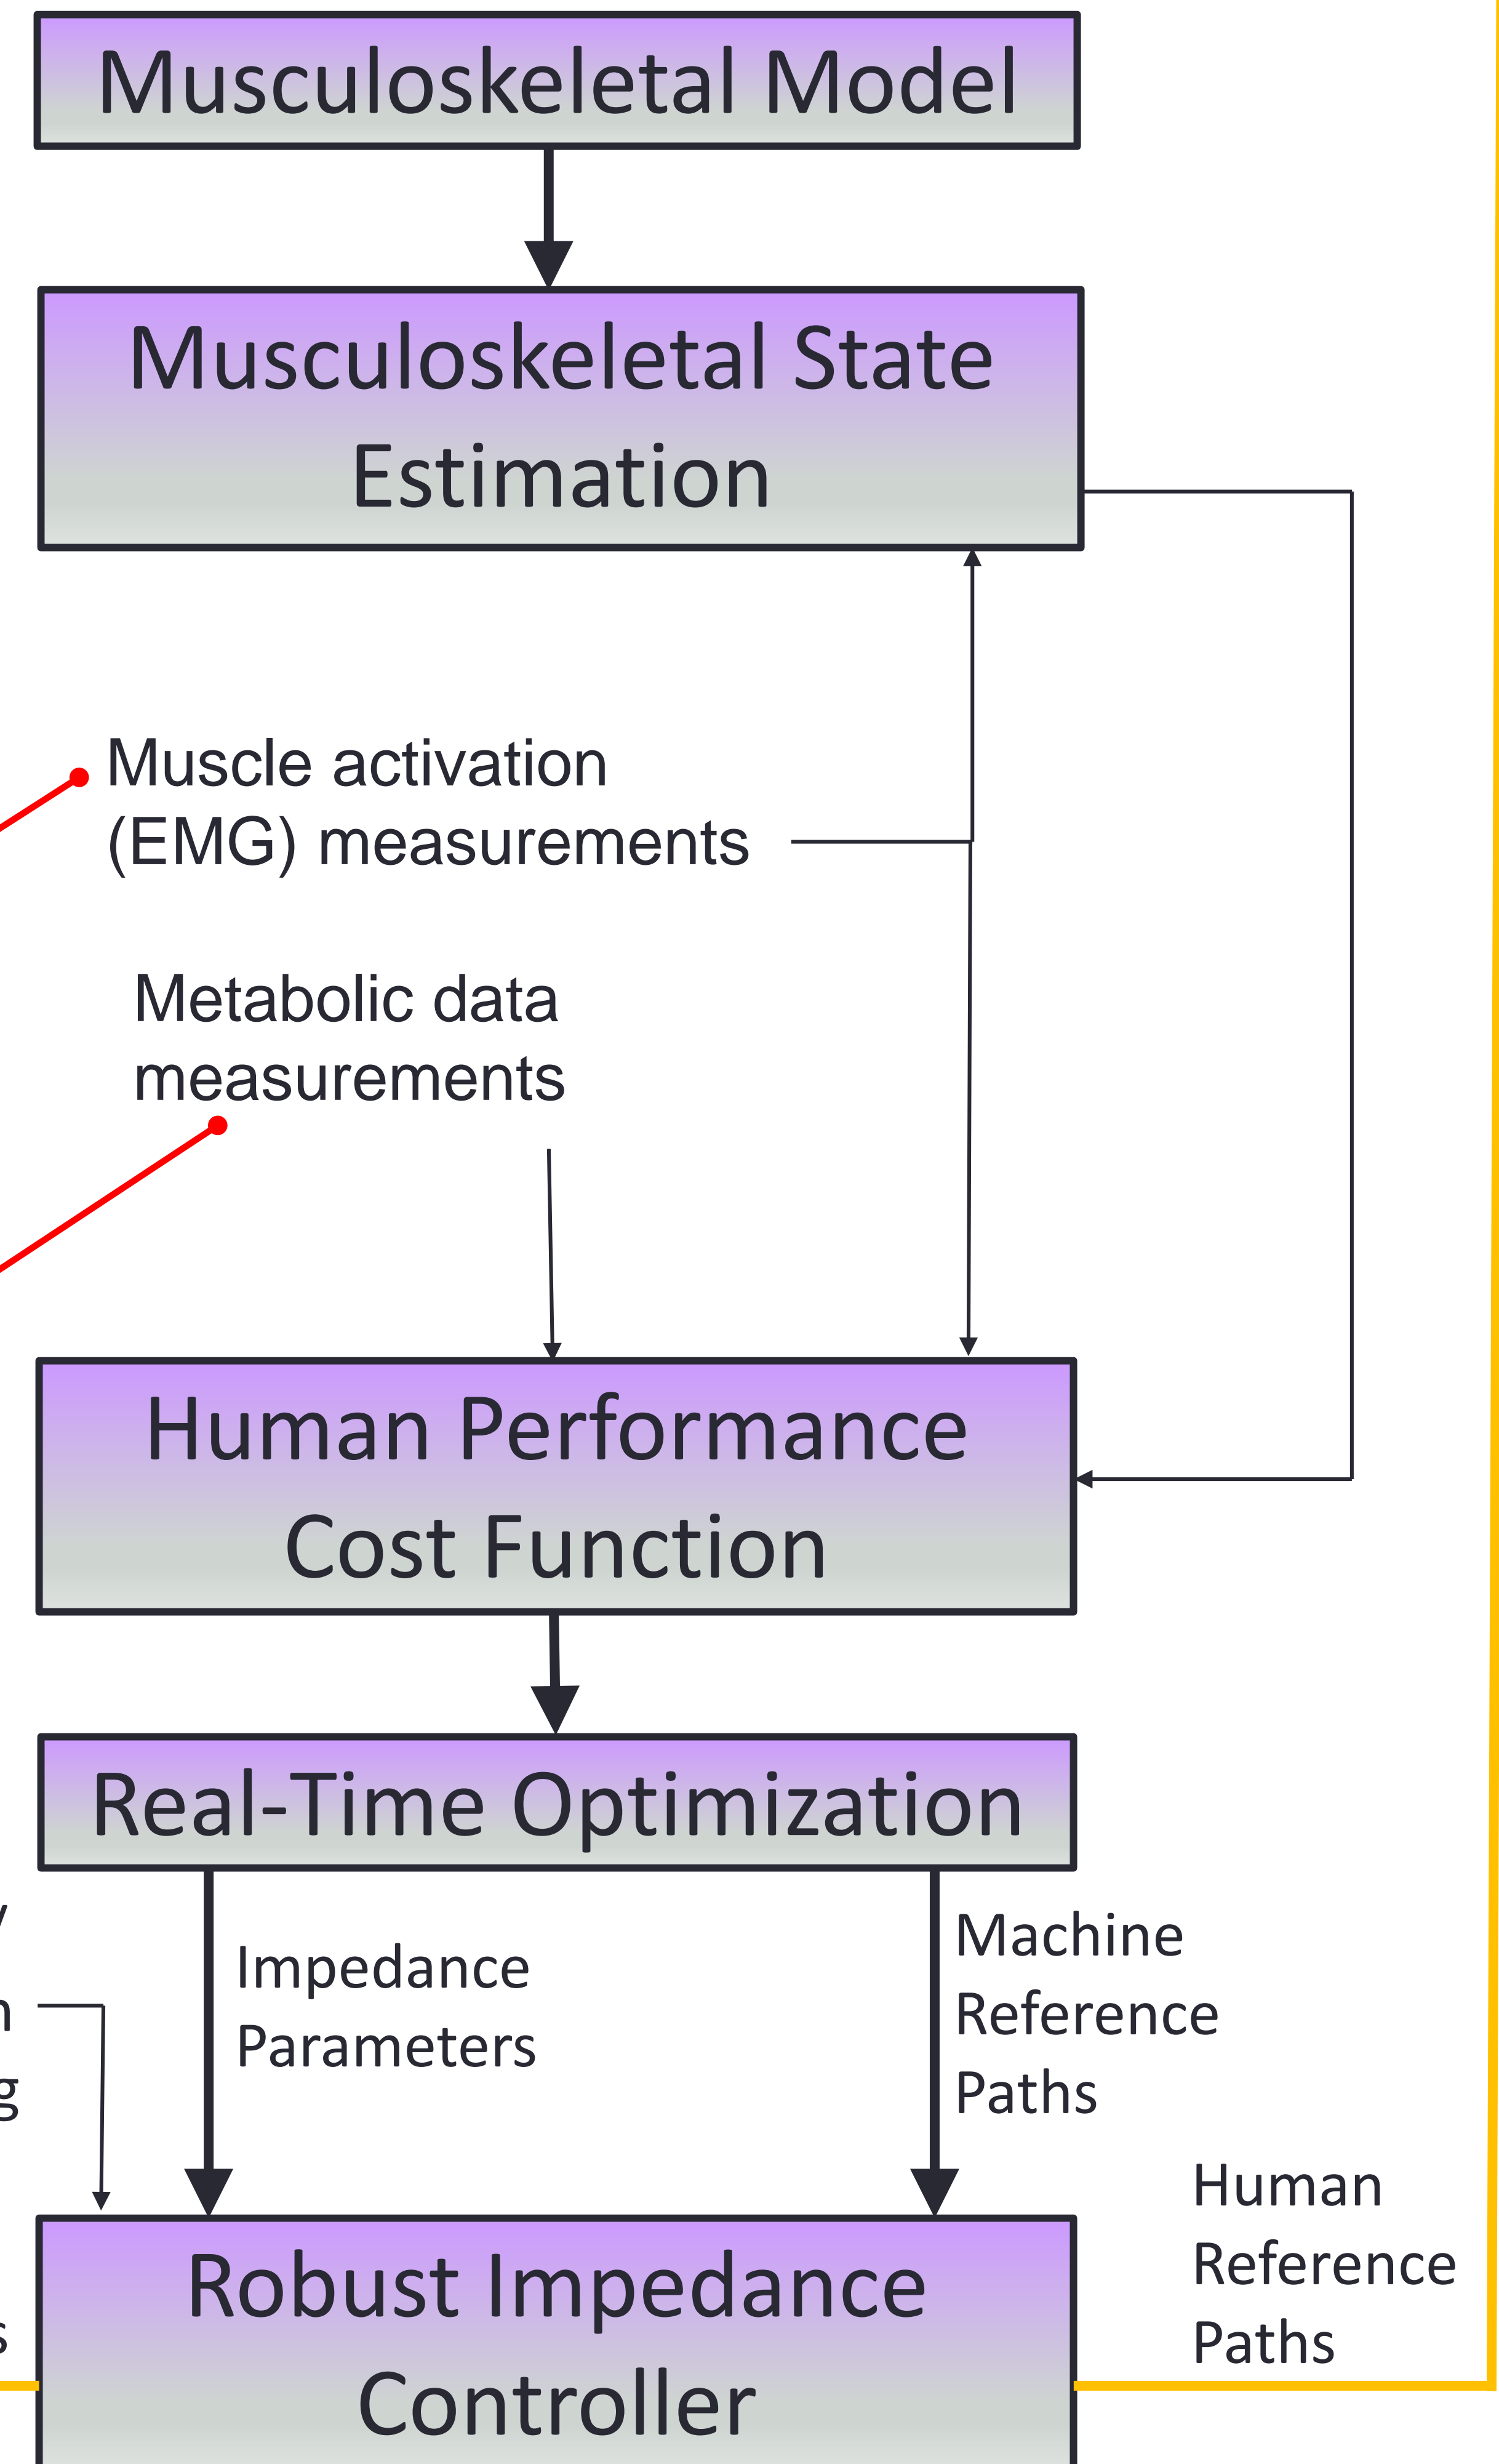 Musculoskeletal Model
Musculoskeletal State
Estimation
Muscle activation
(EMG) measurements
Metabolic data
measurements
Human Performance
Cost Function
Real-Time Optimization
Impedance
Parameters
Machine
Reference
Paths
Human
Reference
Paths
Robust Impedance
Controller